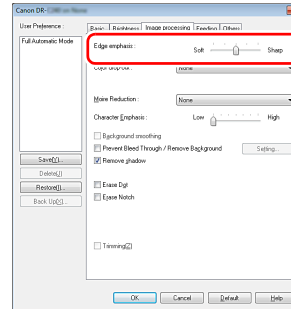 Canon DR-
User Preference :
Full Automatic Mode
Save(Y)...
Delete(J)
Restore(I)...
Back Up(X)...
Basic Brightness Image processing Feeding Others
Edge emphasis : Soft Sharp
Color drop-out : None
Moire Reduction : None
Character Emphasis : Low High
Background smoothing
Prevent Bleed Through / Remove Background Setting...
Remove shadow
Erase Dot
Erase Notch
Trimming(Z)
OK Cancel Default Help